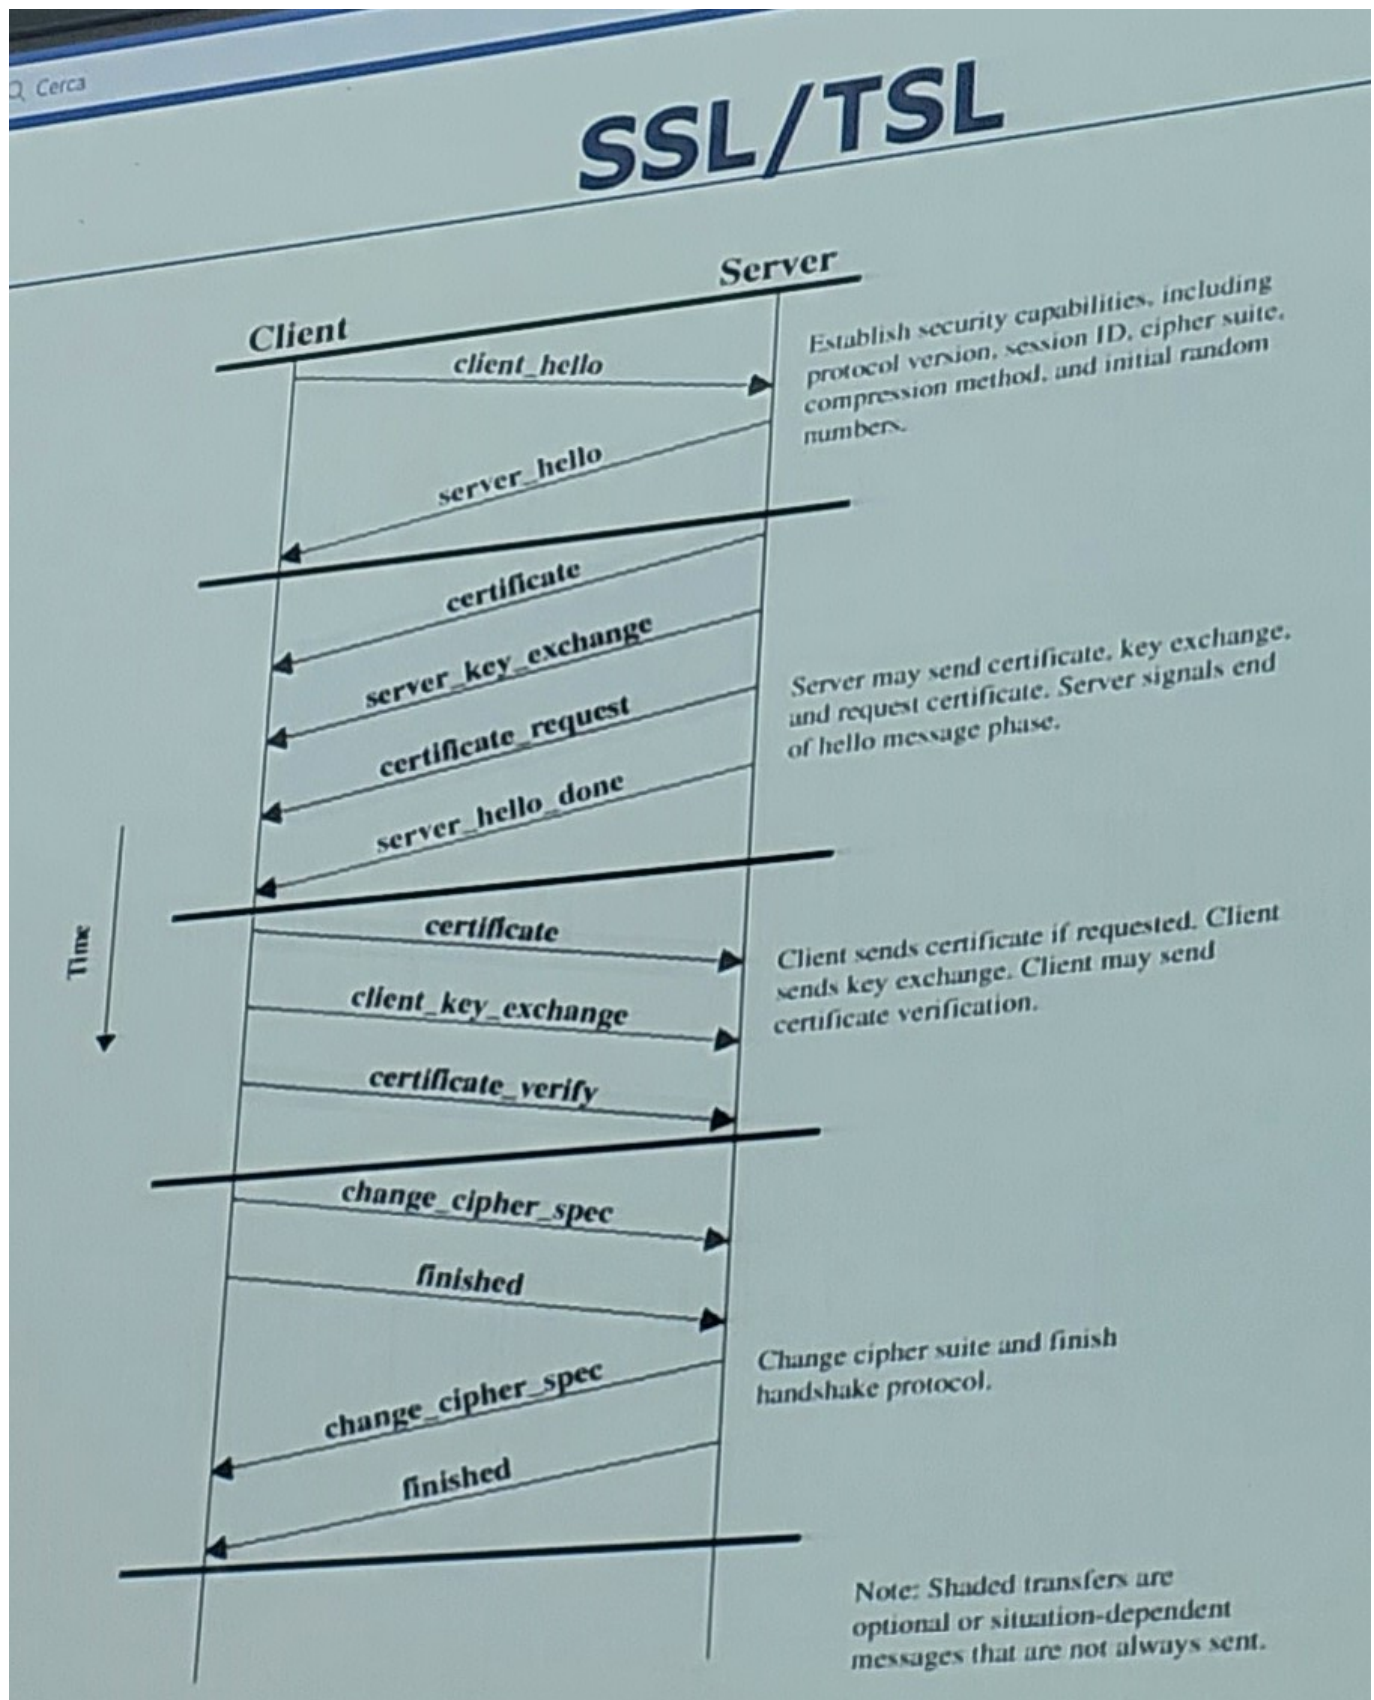 Cerca
SSL/TSL
Client
Server
client_hello
Establish security capabilities, including
protocol version, session ID, cipher suite,
compression method, and initial random
numbers.
server_hello
certificate
server_key_exchange
certificate_request
server_hello_done
Server may send certificate, key exchange,
and request certificate. Server signals end
of hello message phase.
Time
certificate
client_key_exchange
certificate_verify
Client sends certificate if requested. Client
sends key exchange. Client may send
certificate verification.
change_cipher_spec
finished
change_cipher_spec
finished
Change cipher suite and finish
handshake protocol.
Note: Shaded transfers are
optional or situation-dependent
messages that are not always sent.